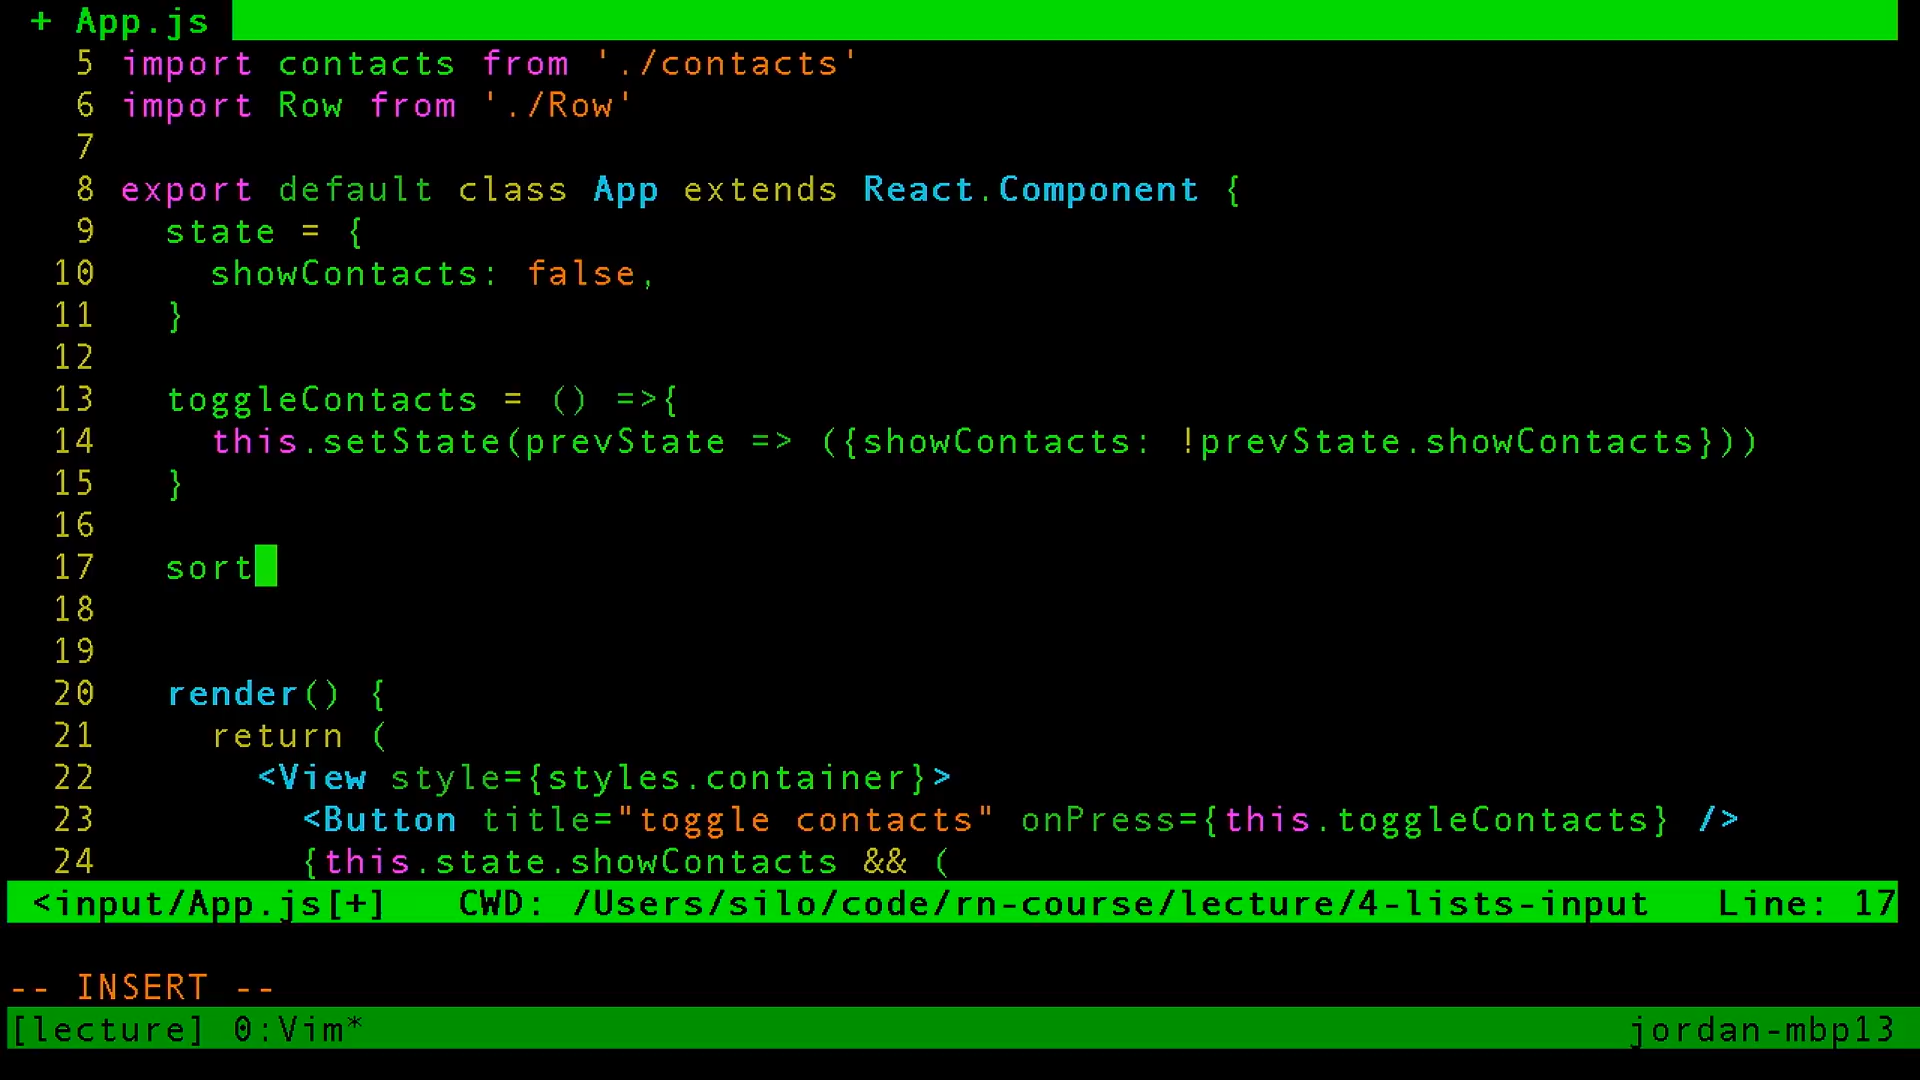 + App.js
5 import contacts from './contacts'
6 import Row from './Row'
7
8 export default class App extends React.Component {
9   state = {
10     showContacts: false,
11   }
12
13   toggleContacts = () =>{
14     this.setState(prevState => ({showContacts: !prevState.showContacts}))
15   }
16
17   sort
18
19
20   render() {
21     return (
22       <View style={styles.container}>
23         <Button title="toggle contacts" onPress={this.toggleContacts} />
24         {this.state.showContacts && (
<input/App.js[+]   CWD: /Users/silo/code/rn-course/lecture/4-lists-input   Line: 17
-- INSERT --
[lecture] 0:Vim*   jordan-mbp13